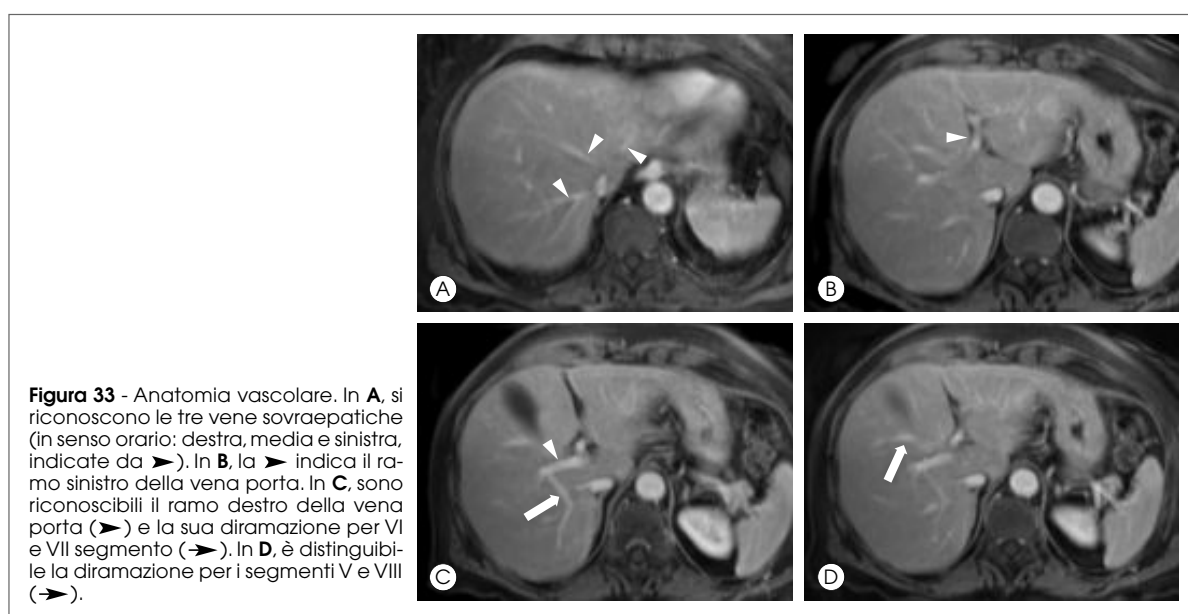 A
B
C
D
Figura 33 - Anatomia vascolare. In A, si
riconoscono le tre vene sovraepatiche
(in senso orario: destra, media e sinistra,
indicate da ➤). In B, la ➤ indica il ra-
mo sinistro della vena porta. In C, sono
riconoscibili il ramo destro della vena
porta (➤) e la sua diramazione per VI
e VII segmento (➔). In D, è distinguibi-
le la diramazione per i segmenti V e VIII
(➔).